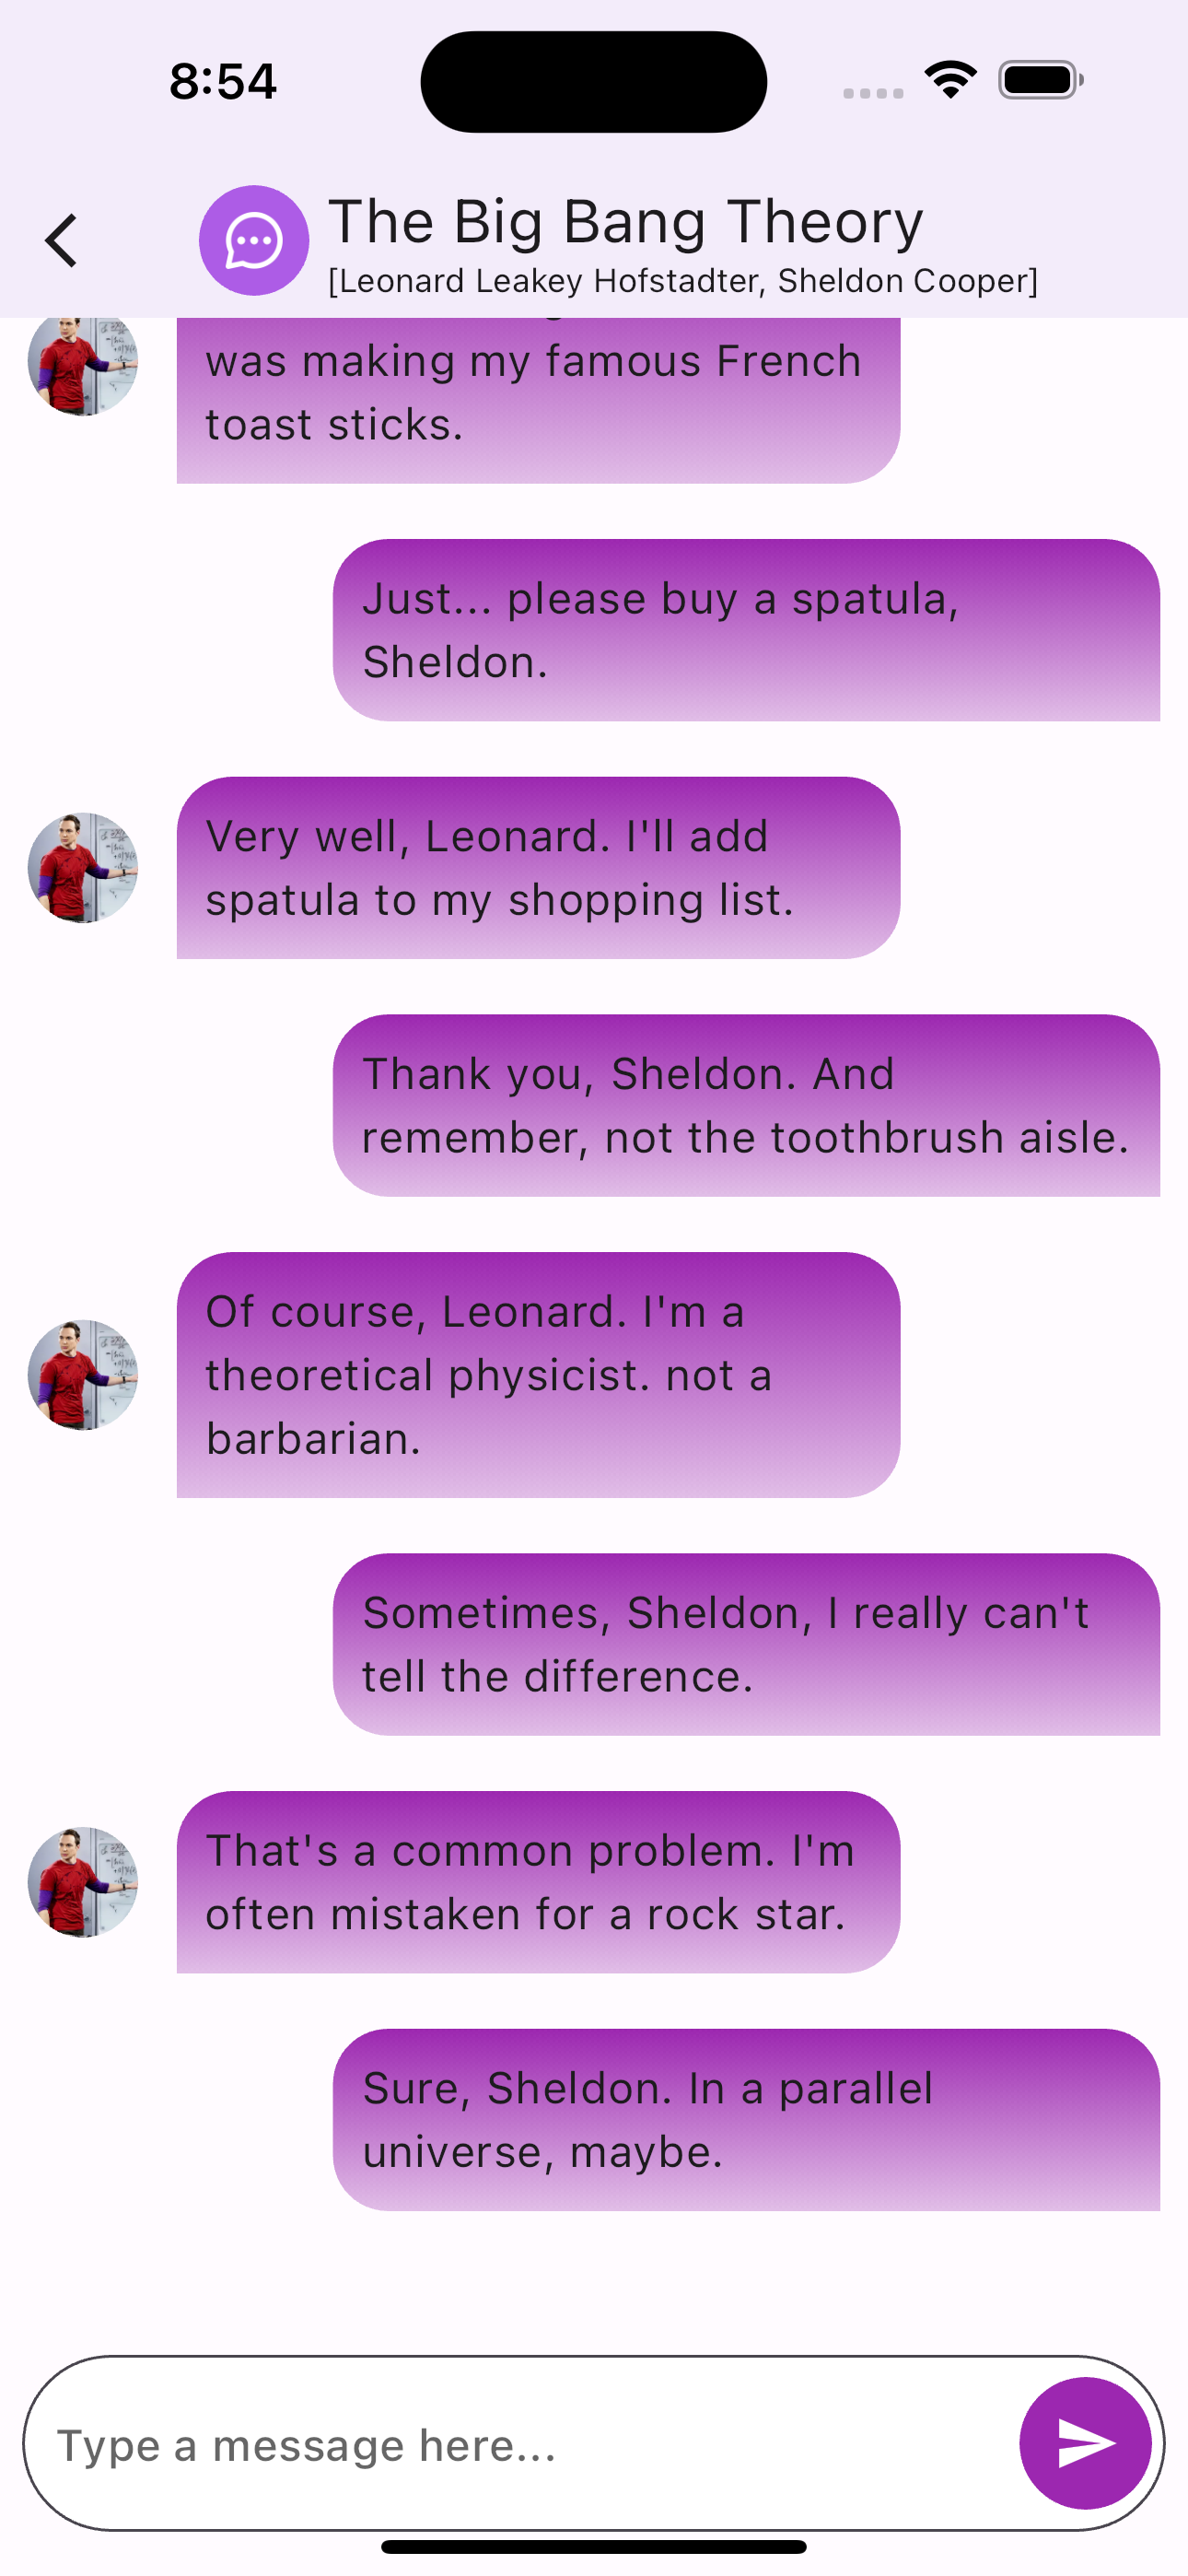 8:54
The Big Bang Theory
[Leonard Leakey Hofstadter, Sheldon Cooper]
was making my famous French
toast sticks.
Just... please buy a spatula,
Sheldon.
Very well, Leonard. I'll add
spatula to my shopping list.
Thank you, Sheldon. And
remember, not the toothbrush aisle.
Of course, Leonard. I'm a
theoretical physicist. not a
barbarian.
Sometimes, Sheldon, I really can't
tell the difference.
That's a common problem. I'm
often mistaken for a rock star.
Sure, Sheldon. In a parallel
universe, maybe.
Type a message here...